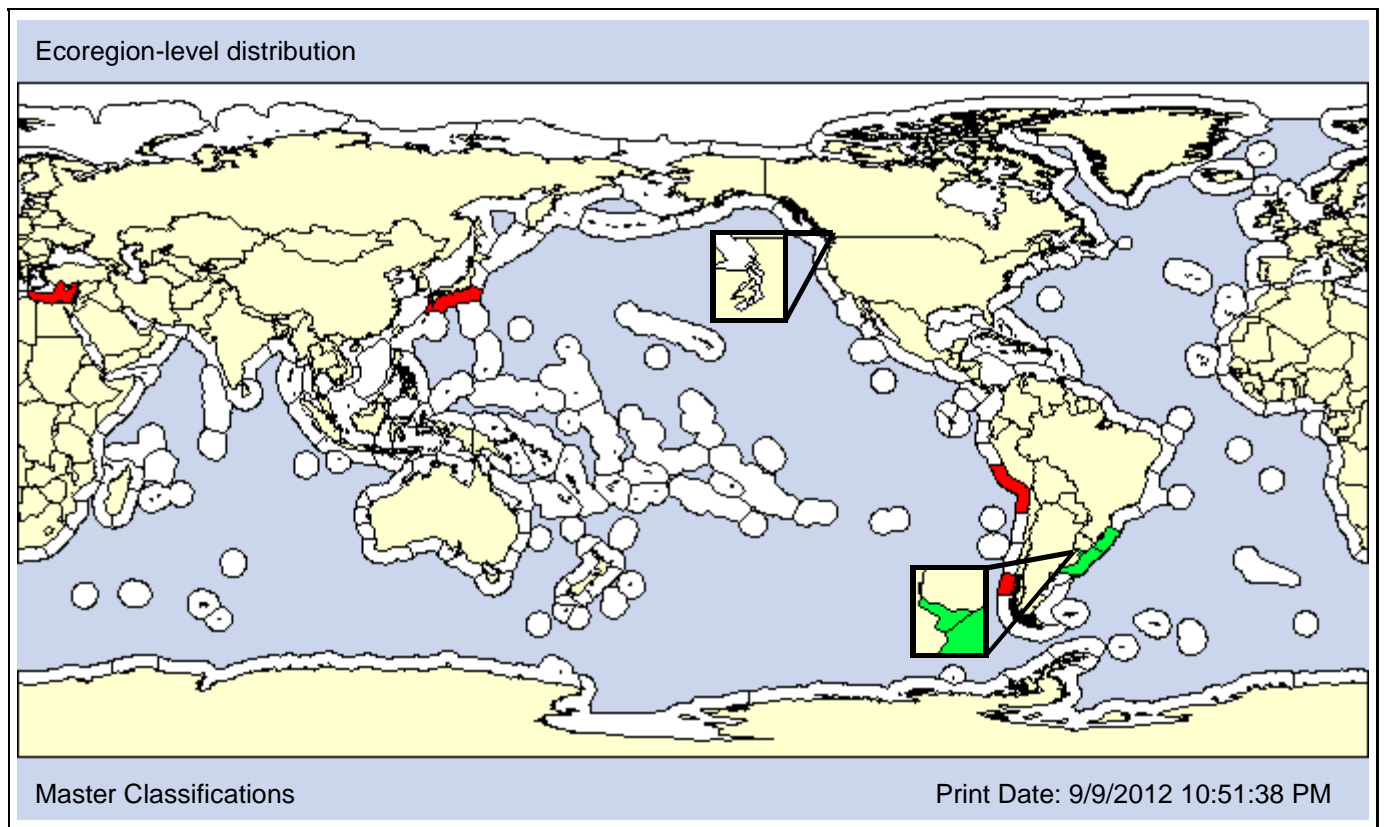 Ecoregion-level distribution
Master Classifications
Print Date: 9/9/2012 10:51:38 PM